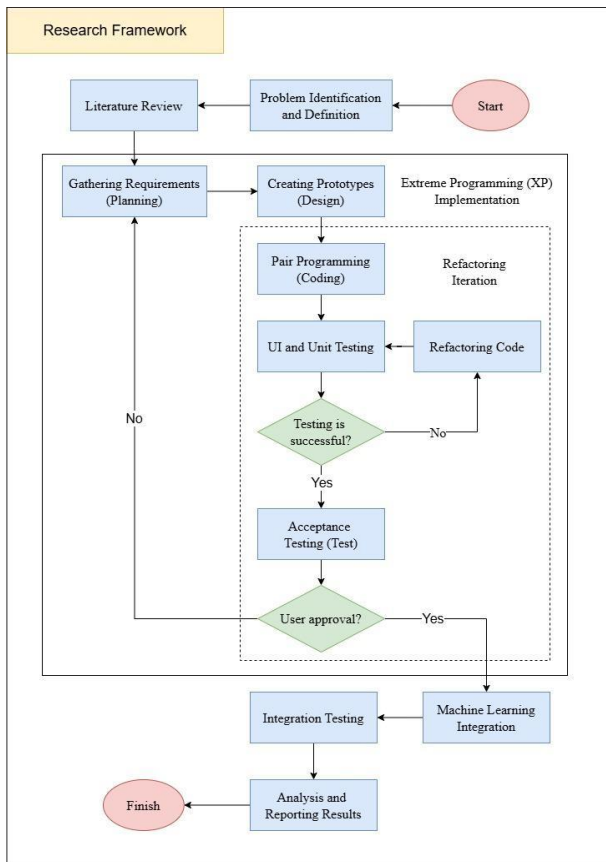 Research Framework
Start
Problem Identification
and Definition
Literature Review
Gathering Requirements
(Planning)
Creating Prototypes
(Design)
Extreme Programming (XP)
Implementation
Pair Programming
(Coding)
Refactoring
Iteration
UI and Unit Testing
Refactoring Code
Testing is
successful?
No
No
Yes
Acceptance
Testing (Test)
User approval?
Yes
Machine Learning
Integration
Integration Testing
Analysis and
Reporting Results
Finish